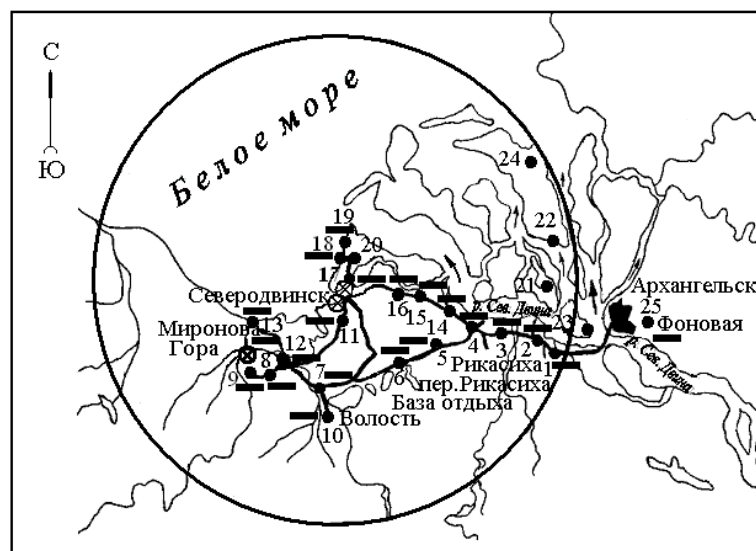 С
Ю
Белое море
24
19
18
20
22
17
21
Северодвинск
Архангельск
16
15
р. Сев. Двина
23
25
Фоновая
Миронова
Гора
13
11
14
12
8
9
7
6
5
4
3
2
1
Рикасиха
пер.Рикасиха
База отдыха
10
Волость
р. Сев. Двина